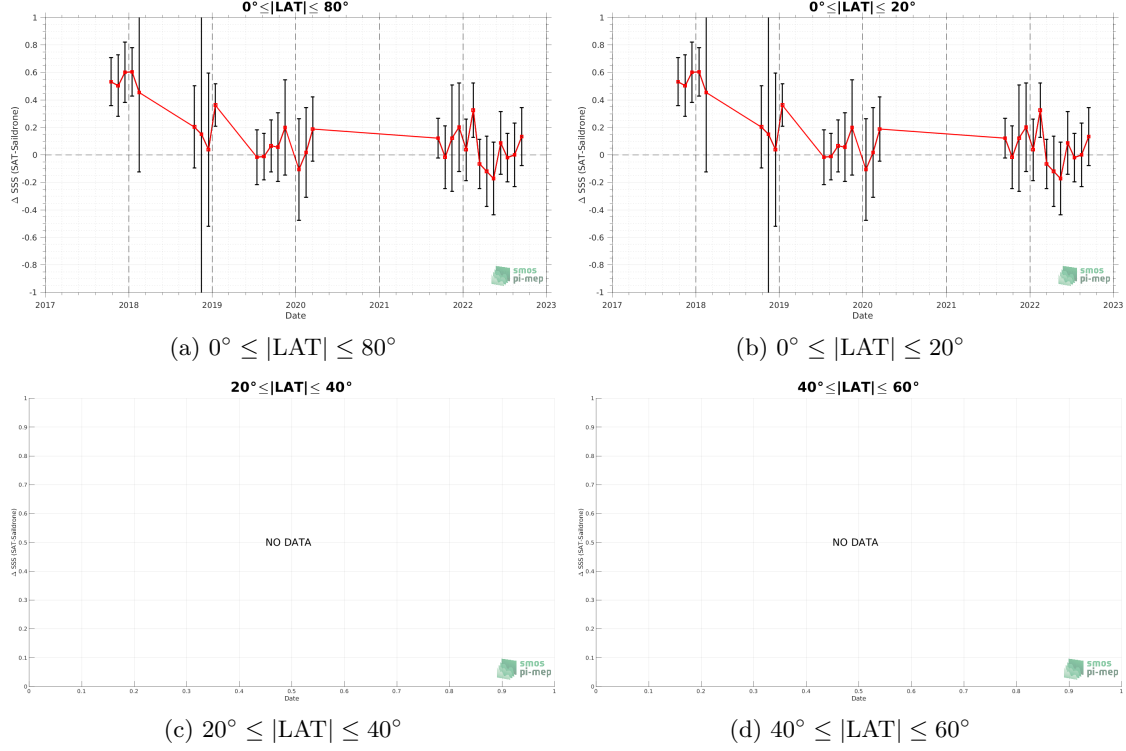 0°≤|LAT|≤ 80°
1
0.8
0.6
0.4
0.2
0
-0.2
-0.4
-0.6
-0.8
-1
Δ SSS (SAT-Saildrone)
2017 2018 2019 2020 2021 2022 2023
Date
smos
pi-mep
(a) 0° ≤ |LAT| ≤ 80°
0°≤|LAT|≤ 20°
1
0.8
0.6
0.4
0.2
0
-0.2
-0.4
-0.6
-0.8
-1
Δ SSS (SAT-Saildrone)
2017 2018 2019 2020 2021 2022 2023
Date
smos
pi-mep
(b) 0° ≤ |LAT| ≤ 20°
20°≤|LAT|≤ 40°
1
0.9
0.8
0.7
0.6
0.5
0.4
0.3
0.2
0.1
0
Δ SSS (SAT-Saildrone)
NO DATA
0 0.1 0.2 0.3 0.4 0.5 0.6 0.7 0.8 0.9 1
Date
smos
pi-mep
(c) 20° ≤ |LAT| ≤ 40°
40°≤|LAT|≤ 60°
1
0.9
0.8
0.7
0.6
0.5
0.4
0.3
0.2
0.1
0
Δ SSS (SAT-Saildrone)
NO DATA
0 0.1 0.2 0.3 0.4 0.5 0.6 0.7 0.8 0.9 1
Date
smos
pi-mep
(d) 40° ≤ |LAT| ≤ 60°